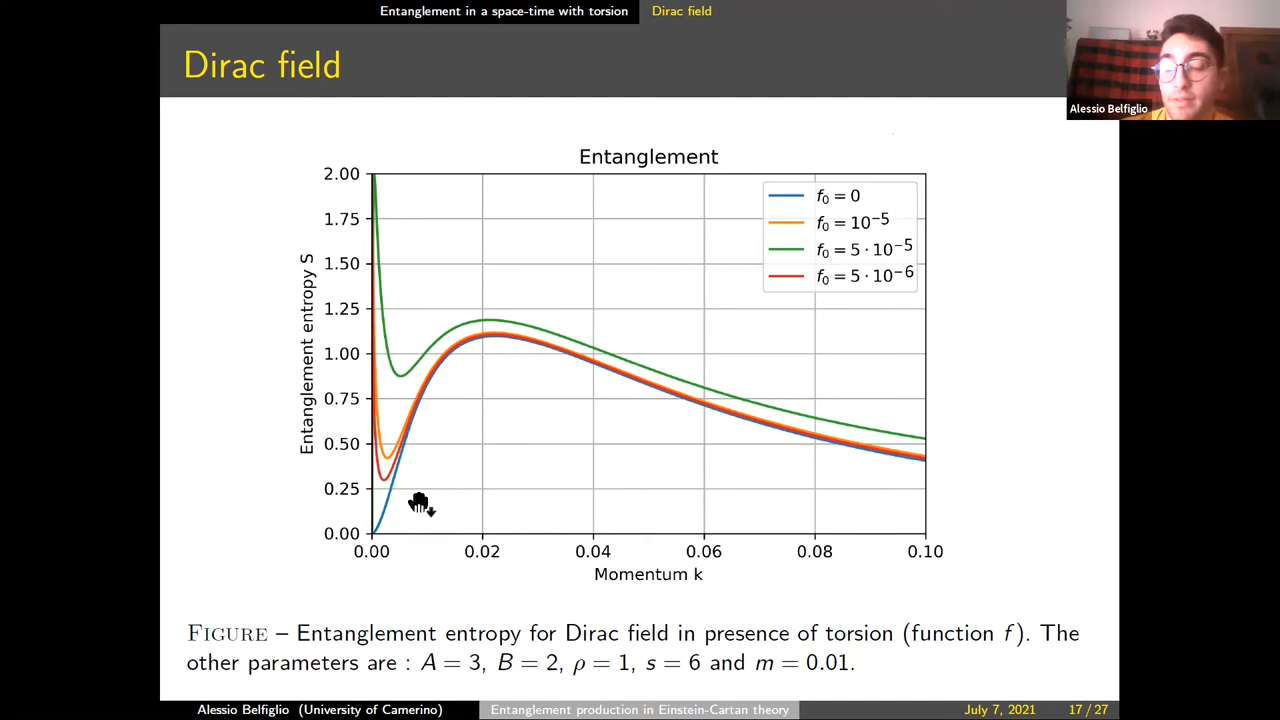 Entanglement in a space-time with torsion Dirac field
Dirac field
Alessio Belfiglio
Entanglement
2.00
1.75
1.50
1.25
1.00
0.75
0.50
0.25
0.00
Entanglement entropy S
f₀ = 0
f₀ = 10⁻⁵
f₀ = 5 · 10⁻⁵
f₀ = 5 · 10⁻⁶
0.00 0.02 0.04 0.06 0.08 0.10
Momentum k
FIGURE – Entanglement entropy for Dirac field in presence of torsion (function f). The
other parameters are : A = 3, B = 2, ρ = 1, s = 6 and m = 0.01.
Alessio Belfiglio (University of Camerino) Entanglement production in Einstein-Cartan theory July 7, 2021 17 / 27